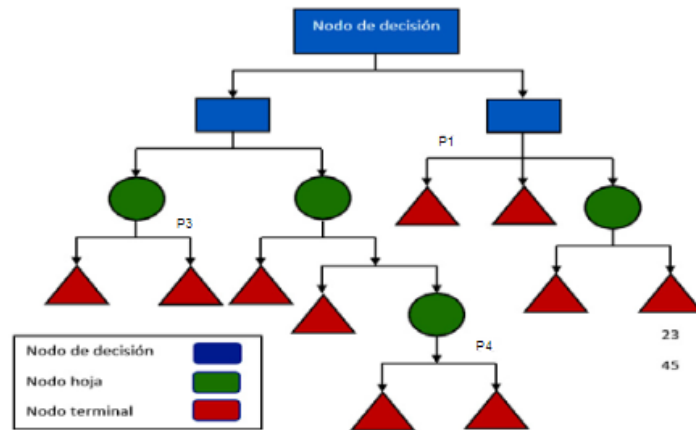 Nodo de decisión
P1
P3
23
P4
45
Nodo de decisión
Nodo hoja
Nodo terminal